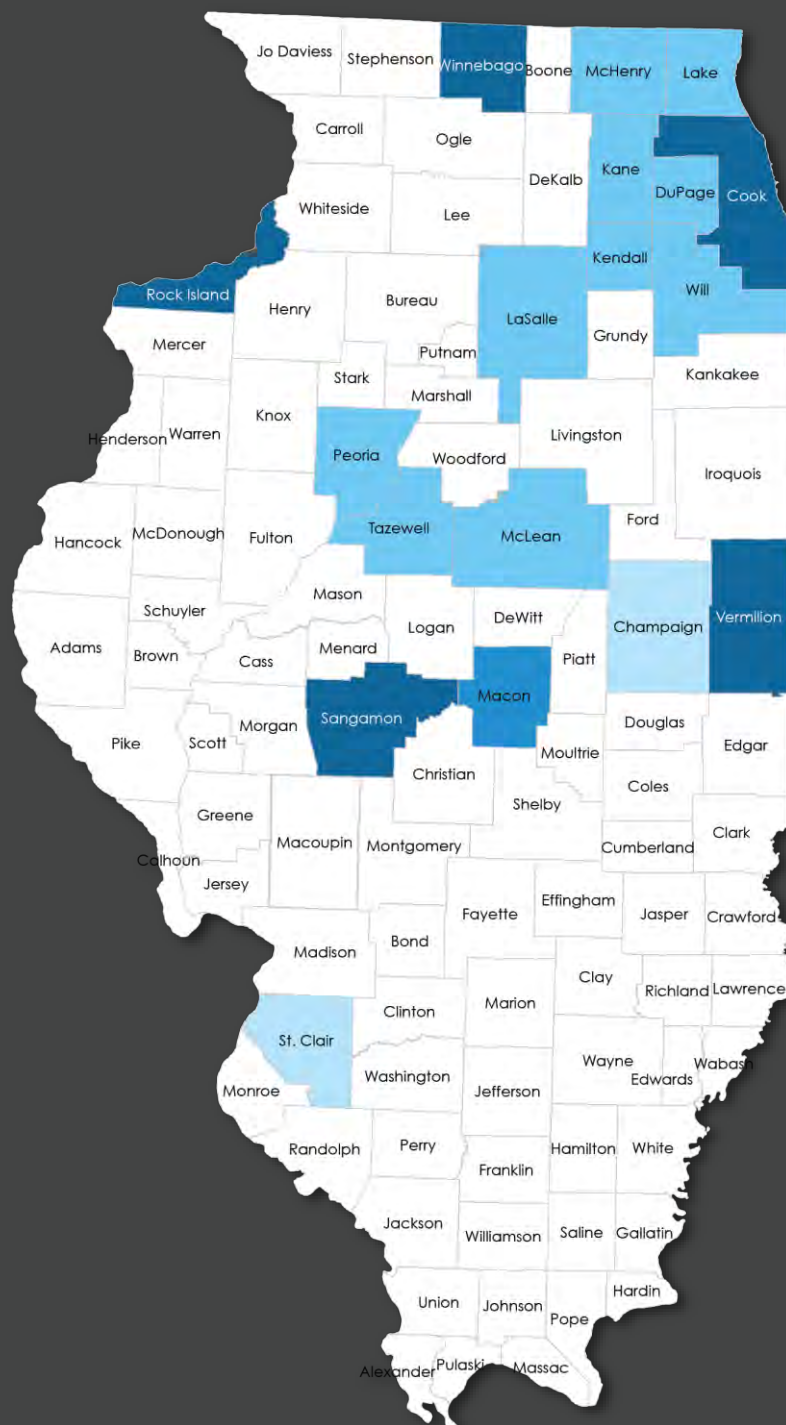 Jo Daviess
Stephenson
Winnebago
Boone
McHenry
Lake
Carroll
Ogle
DeKalb
Kane
DuPage
Cook
Whiteside
Lee
Kendall
Will
Rock Island
Henry
Bureau
LaSalle
Grundy
Mercer
Putnam
Kankakee
Stark
Marshall
Henderson
Warren
Knox
Livingston
Peoria
Woodford
Iroquois
Ford
Hancock
McDonough
Fulton
Tazewell
McLean
Mason
Schuyler
Logan
DeWitt
Champaign
Vermilion
Adams
Brown
Cass
Menard
Piatt
Macon
Sangamon
Pike
Scott
Morgan
Douglas
Edgar
Moultrie
Christian
Coles
Shelby
Greene
Macoupin
Montgomery
Cumberland
Clark
Calhoun
Jersey
Fayette
Effingham
Jasper
Crawford
Madison
Bond
Clay
Richland
Lawrence
Clinton
Marion
St. Clair
Wayne
Edwards
Wabash
Washington
Jefferson
Monroe
Randolph
Perry
Hamilton
White
Franklin
Jackson
Williamson
Saline
Gallatin
Union
Johnson
Pope
Hardin
Alexander
Pulaski
Massac